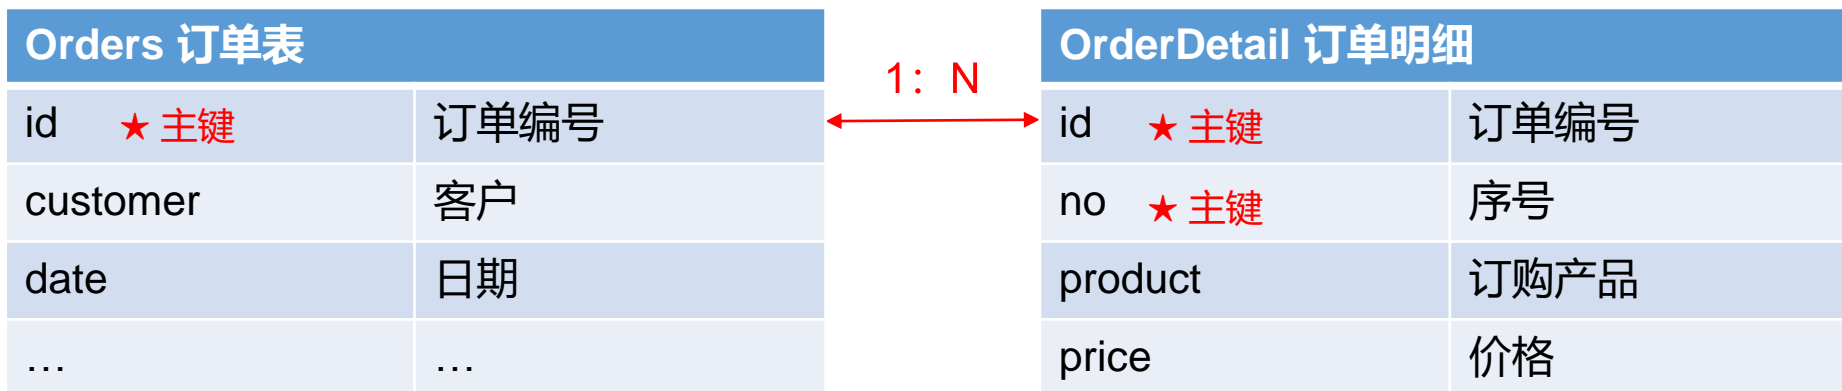 Orders 订单表
id ★ 主键 订单编号
customer 客户
date 日期
… …
1：N
OrderDetail 订单明细
id ★ 主键 订单编号
no ★ 主键 序号
product 订购产品
price 价格